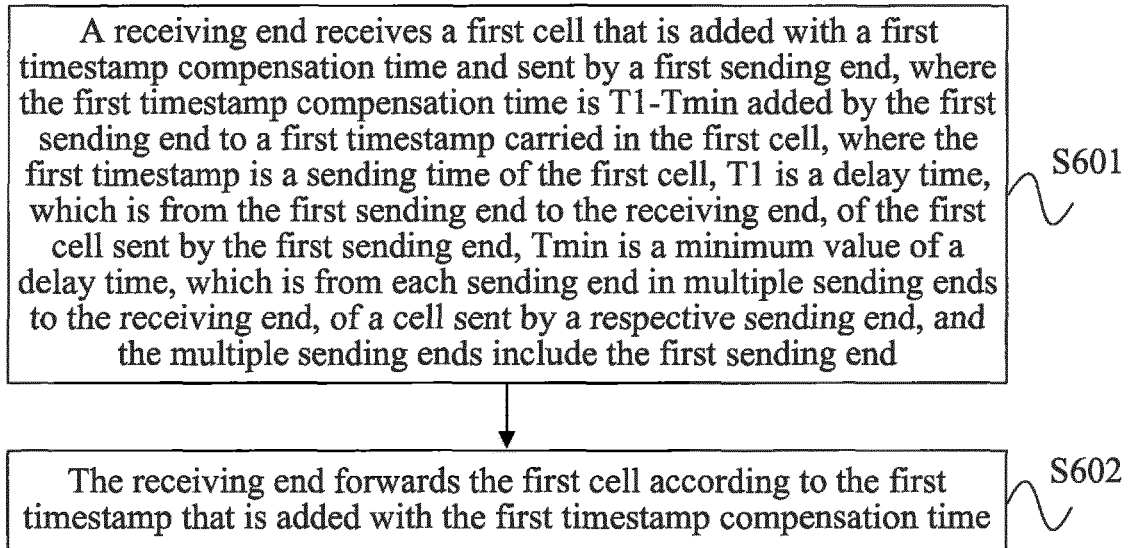 A receiving end receives a first cell that is added with a first
timestamp compensation time and sent by a first sending end, where
the first timestamp compensation time is T1-Tmin added by the first
sending end to a first timestamp carried in the first cell, where the
first timestamp is a sending time of the first cell, T1 is a delay time,
which is from the first sending end to the receiving end, of the first
cell sent by the first sending end, Tmin is a minimum value of a
delay time, which is from each sending end in multiple sending ends
to the receiving end, of a cell sent by a respective sending end, and
the multiple sending ends include the first sending end
S601
The receiving end forwards the first cell according to the first
timestamp that is added with the first timestamp compensation time
S602